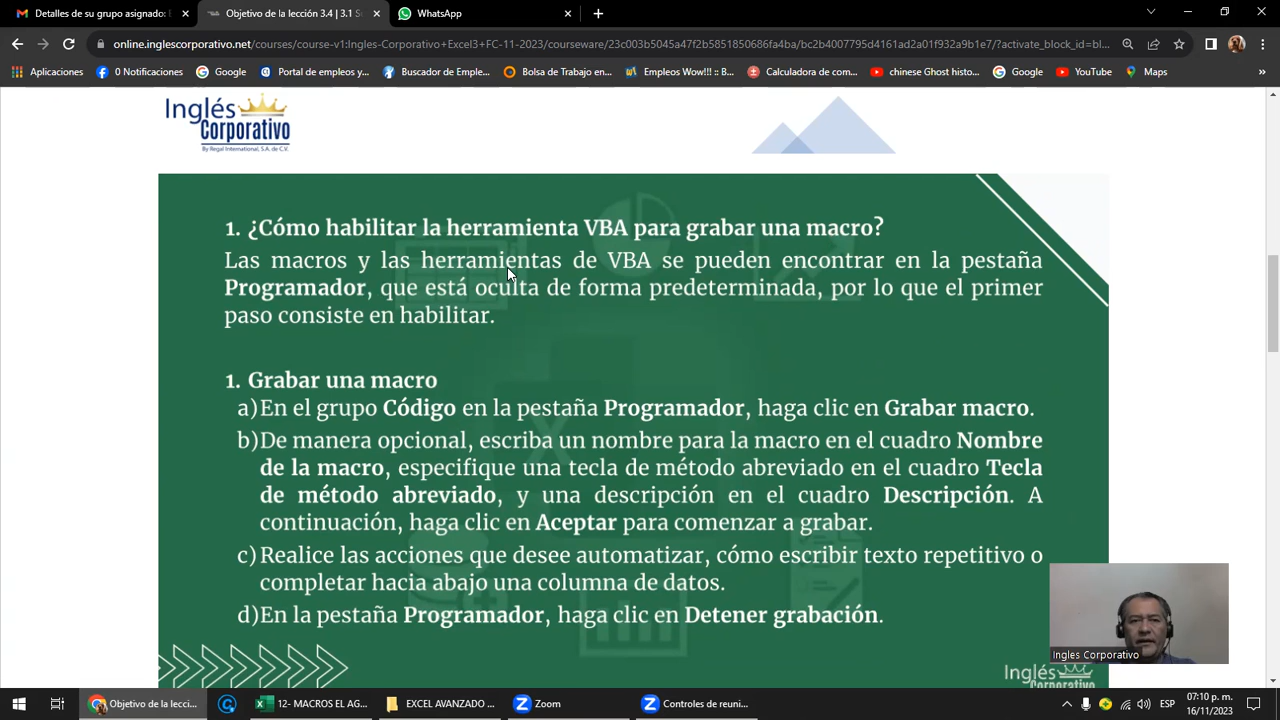 Detalles de su grupo asignado:
Objetivo de la lección 3.4 | 3.1 S
WhatsApp
online.inglescorporativo.net/courses/course-v1:Ingles-Corporativo+Excel3+FC-11-2023/courseware/23c003b5045a47f2b5851850686fa4ba/bc2b4007795d4161ad2a01f932a9b1e7/?activate_block_id=bl...
Aplicaciones
0 Notificaciones
Google
Portal de empleos y...
Buscador de Emple...
Bolsa de Trabajo en...
Empleos Wow!!! :: B...
Calculadora de com...
chinese Ghost histo...
Google
YouTube
Maps
Inglés
Corporativo
By Regal International, S.A. de C.V.
1. ¿Cómo habilitar la herramienta VBA para grabar una macro?
Las macros y las herramientas de VBA se pueden encontrar en la pestaña
Programador, que está oculta de forma predeterminada, por lo que el primer
paso consiste en habilitar.
1. Grabar una macro
a) En el grupo Código en la pestaña Programador, haga clic en Grabar macro.
b) De manera opcional, escriba un nombre para la macro en el cuadro Nombre
de la macro, especifique una tecla de método abreviado en el cuadro Tecla
de método abreviado, y una descripción en el cuadro Descripción. A
continuación, haga clic en Aceptar para comenzar a grabar.
c) Realice las acciones que desee automatizar, cómo escribir texto repetitivo o
completar hacia abajo una columna de datos.
d) En la pestaña Programador, haga clic en Detener grabación.
Ingles Corporativo
Inglés
Corporativo
Objetivo de la lecci...
12- MACROS EL AG...
EXCEL AVANZADO ...
Zoom
Controles de reuni...
ESP
07:10 p. m.
16/11/2023